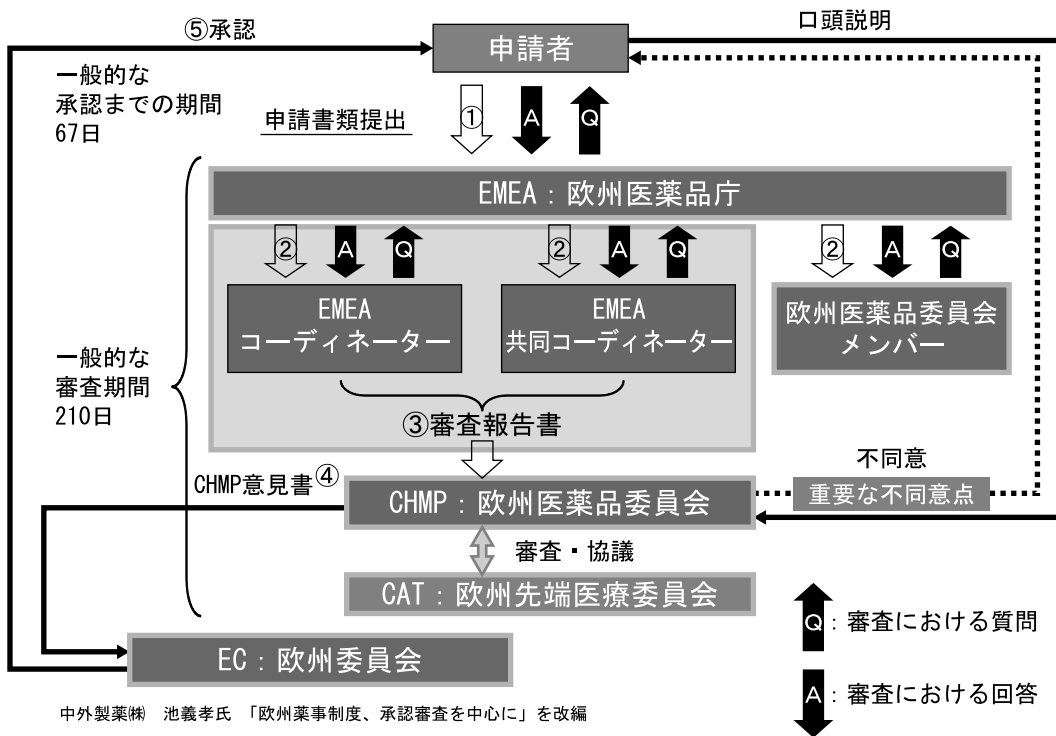 ⑤承認
申請者
口頭説明
一般的な
承認までの期間
67日
申請書類提出
①
A
Q
EMEA：欧州医薬品庁
②
A
Q
②
A
Q
②
A
Q
EMEA
コーディネーター
EMEA
共同コーディネーター
欧州医薬品委員会
メンバー
一般的な
審査期間
210日
③審査報告書
CHMP意見書④
CHMP：欧州医薬品委員会
不同意
重要な不同意点
審査・協議
CAT：欧州先端医療委員会
Q：審査における質問
EC：欧州委員会
A：審査における回答
中外製薬㈱　池義孝氏　「欧州薬事制度、承認審査を中心に」を改編